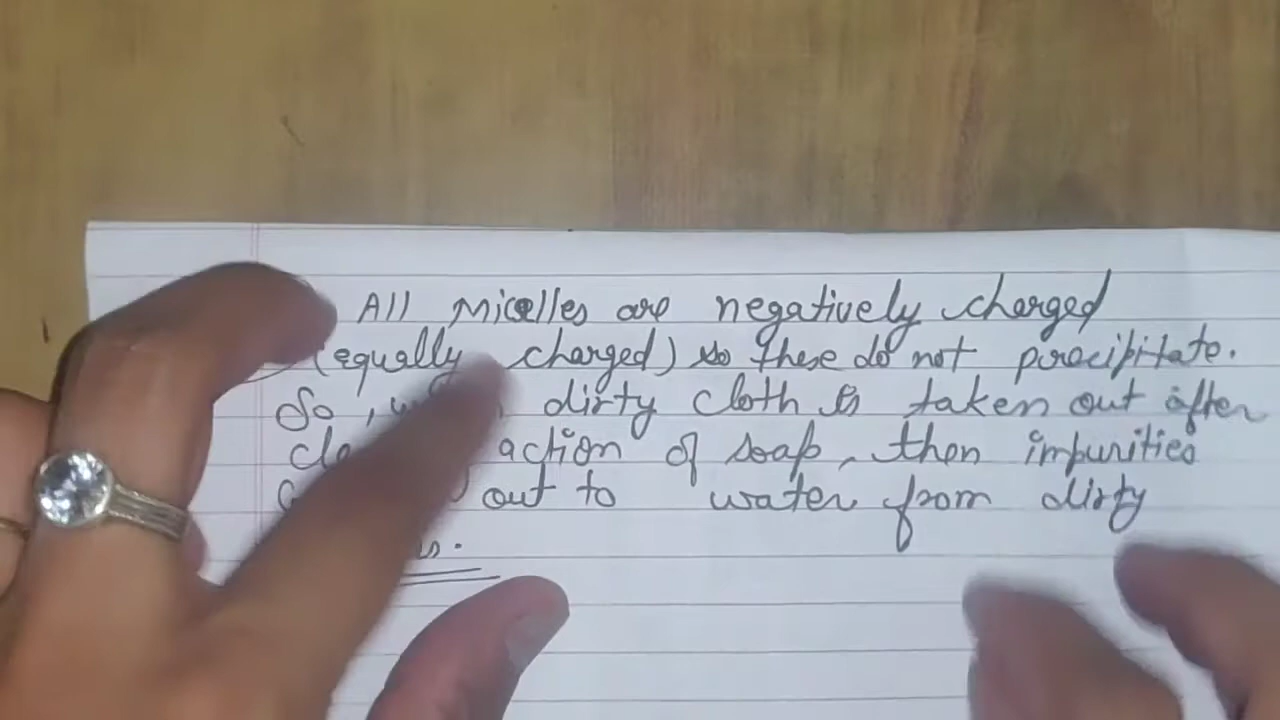 All Micelles are negatively charged
(equally charged) so these do not precipitate.
So, dirty cloth is taken out after
action of soap, then impurities
out to water from dirty